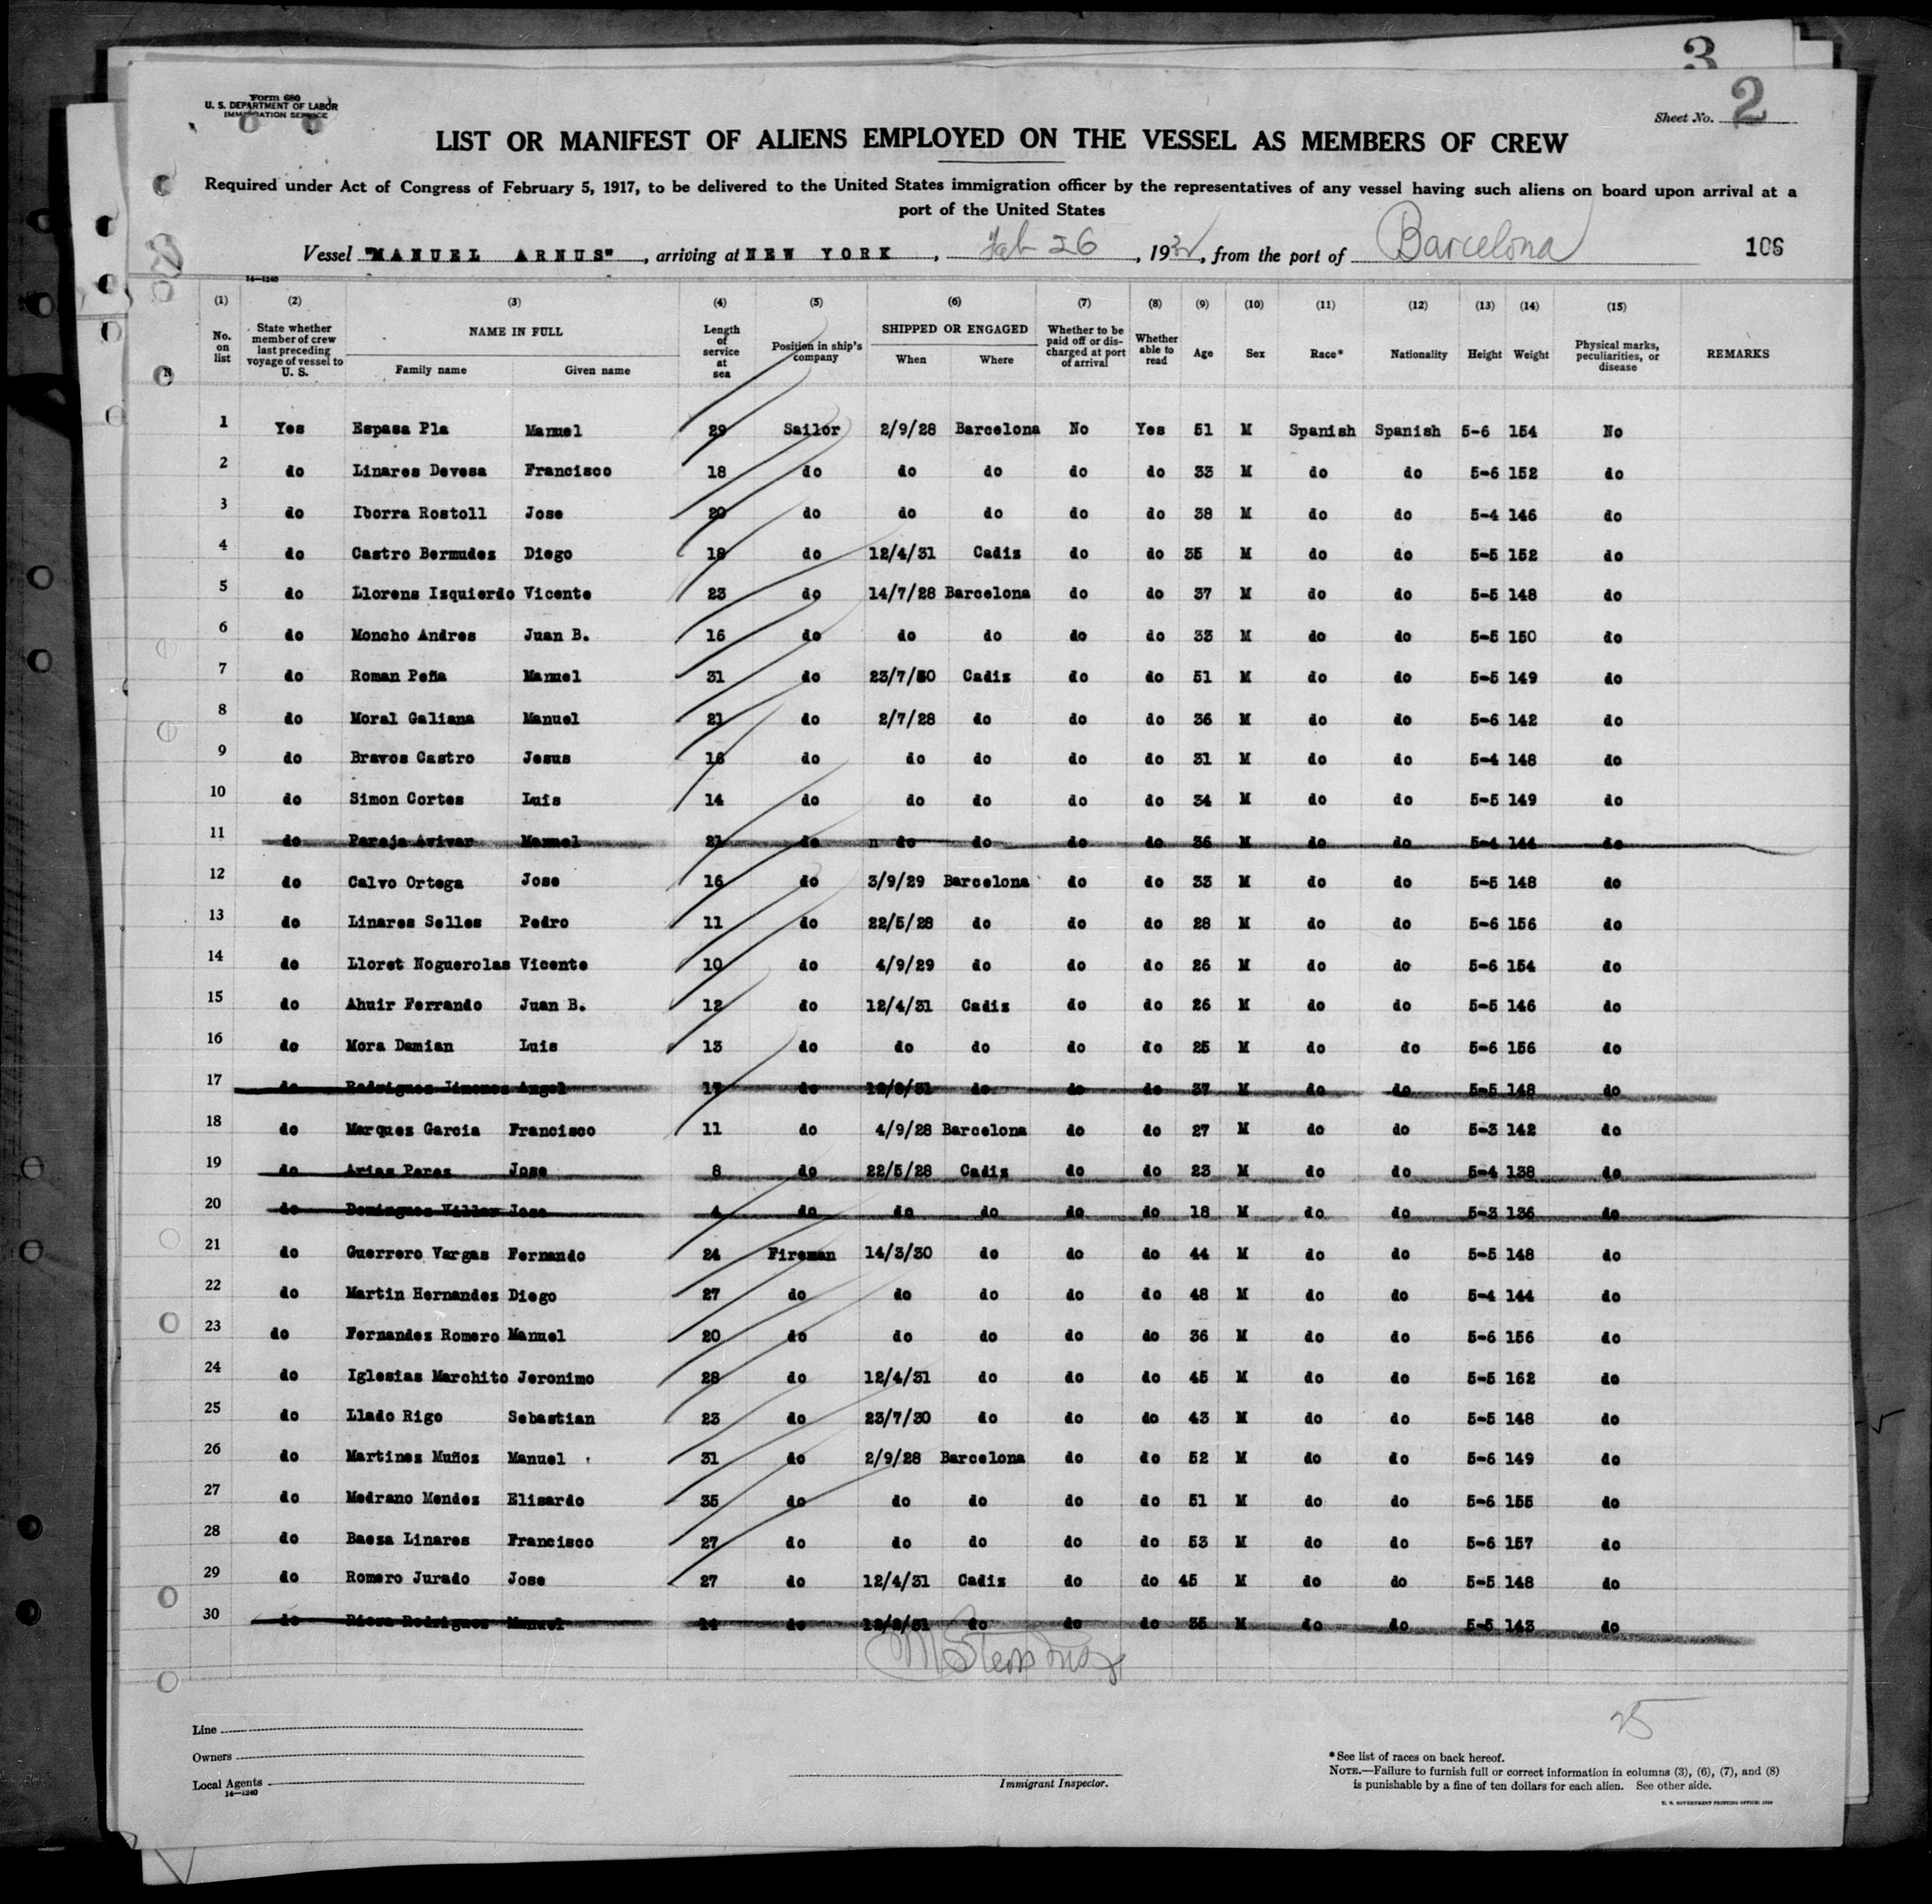 3
Form 680
U. S. DEPARTMENT OF LABOR
IMMIGRATION SERVICE
Sheet No. 2
LIST OR MANIFEST OF ALIENS EMPLOYED ON THE VESSEL AS MEMBERS OF CREW
Required under Act of Congress of February 5, 1917, to be delivered to the United States immigration officer by the representatives of any vessel having such aliens on board upon arrival at a
port of the United States
Vessel "MANUEL ARNUS", arriving at NEW YORK, Feb 26, 1932, from the port of Barcelona 106
14—1240
(1) (2) (3) (4) (5) (6) (7) (8) (9) (10) (11) (12) (13) (14) (15)
No. on list State whether member of crew last preceding voyage of vessel to U. S. NAME IN FULL Family name Given name Length of service at sea Position in ship's company SHIPPED OR ENGAGED When Where Whether to be paid off or discharged at port of arrival Whether able to read Age Sex Race* Nationality Height Weight Physical marks, peculiarities, or disease REMARKS
1 Yes Espasa Pla Manuel 29 Sailor 2/9/28 Barcelona No Yes 51 M Spanish Spanish 5-6 154 No
2 do Linares Devesa Francisco 18 do do do do do 33 M do do 5-6 152 do
3 do Iborra Rostoll Jose 20 do do do do do 38 M do do 5-4 146 do
4 do Castro Bermudes Diego 18 do 12/4/31 Cadiz do do 35 M do do 5-5 152 do
5 do Llorens Izquierdo Vicente 23 do 14/7/28 Barcelona do do 37 M do do 5-5 148 do
6 do Moncho Andres Juan B. 16 do do do do do 33 M do do 5-5 150 do
7 do Roman Peña Manuel 31 do 23/7/30 Cadiz do do 51 M do do 5-5 149 do
8 do Moral Galiana Manuel 21 do 2/7/28 do do do 36 M do do 5-6 142 do
9 do Bravos Castro Jesus 16 do do do do do 31 M do do 5-4 148 do
10 do Simon Cortes Luis 14 do do do do do 34 M do do 5-5 149 do
11 do Pareja Avivar Manuel 21 do n do do do do 36 M do do 5-4 144 do
12 do Calvo Ortega Jose 16 do 3/9/29 Barcelona do do 33 M do do 5-5 148 do
13 do Linares Selles Pedro 11 do 22/5/28 do do do 28 M do do 5-6 156 do
14 do Lloret Noguerolas Vicente 10 do 4/9/29 do do do 26 M do do 5-6 154 do
15 do Ahuir Ferrando Juan B. 12 do 12/4/31 Cadiz do do 26 M do do 5-5 146 do
16 do Mora Damian Luis 13 do do do do do 25 M do do 5-6 156 do
17 do Rodriguez Jimenes Angel 17 do do do do 37 M do do 5-5 148 do
18 do Marques Garcia Francisco 11 do 4/9/28 Barcelona do do 27 M do do 5-3 142 do
19 do Arias Peres Jose 8 do 22/5/28 Cadiz do do 23 M do do 5-4 138 do
20 do Domingues Villar Jose 4 do do do do do 18 M do do 5-3 136 do
21 do Guerrero Vargas Fernando 24 Fireman 14/3/30 do do do 44 M do do 5-5 148 do
22 do Martin Hernandes Diego 27 do do do do do 48 M do do 5-4 144 do
23 do Fernandes Romero Manuel 20 do do do do do 36 M do do 5-6 156 do
24 do Iglesias Marchito Jeronimo 28 do 12/4/31 do do do 45 M do do 5-5 162 do
25 do Llado Rigo Sebastian 23 do 23/7/30 do do do 43 M do do 5-5 148 do
26 do Martines Muños Manuel 31 do 2/9/28 Barcelona do do 52 M do do 5-6 149 do
27 do Medrano Mendes Elisardo 35 do do do do do 51 M do do 5-6 155 do
28 do Baeza Linares Francisco 27 do do do do do 53 M do do 5-6 157 do
29 do Romero Jurado Jose 27 do 12/4/31 Cadiz do do 45 M do do 5-5 148 do
30 do Rodrigues Manuel 14 do do do do 35 M do do 5-5 143 do
25
Line
Owners
Local Agents
14—1240
Immigrant Inspector.
*See list of races on back hereof.
NOTE.—Failure to furnish full or correct information in columns (3), (6), (7), and (8)
is punishable by a fine of ten dollars for each alien. See other side.